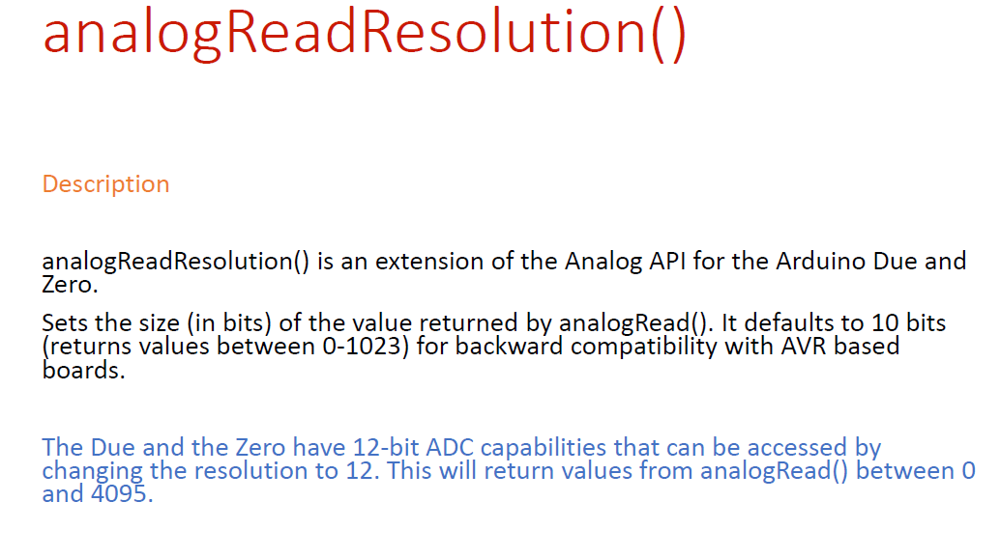 analogReadResolution()
Description
analogReadResolution() is an extension of the Analog API for the Arduino Due and
Zero.
Sets the size (in bits) of the value returned by analogRead(). It defaults to 10 bits
(returns values between 0-1023) for backward compatibility with AVR based
boards.
The Due and the Zero have 12-bit ADC capabilities that can be accessed by
changing the resolution to 12. This will return values from analogRead() between 0
and 4095.